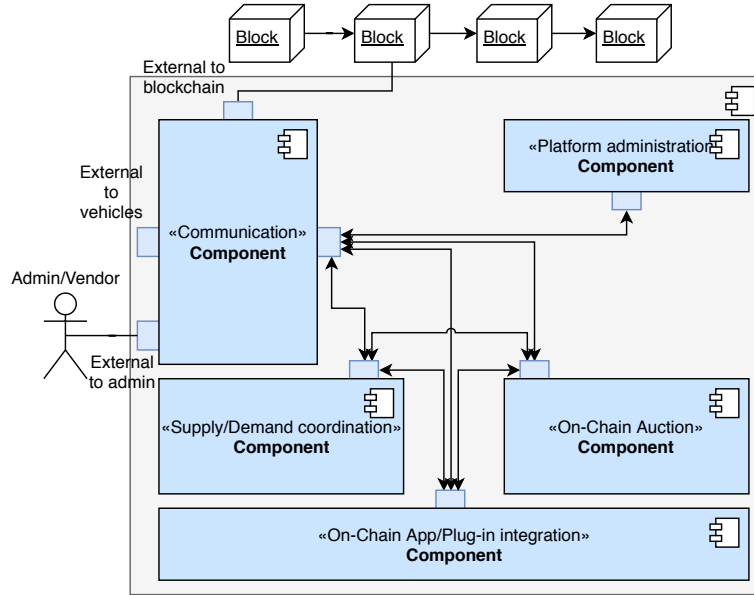 Block
Block
Block
Block
External to
blockchain
«Platform administration
Component
External
to
vehicles
«Communication»
Component
Admin/Vendor
External
to admin
«Supply/Demand coordination»
Component
«On-Chain Auction»
Component
«On-Chain App/Plug-in integration»
Component